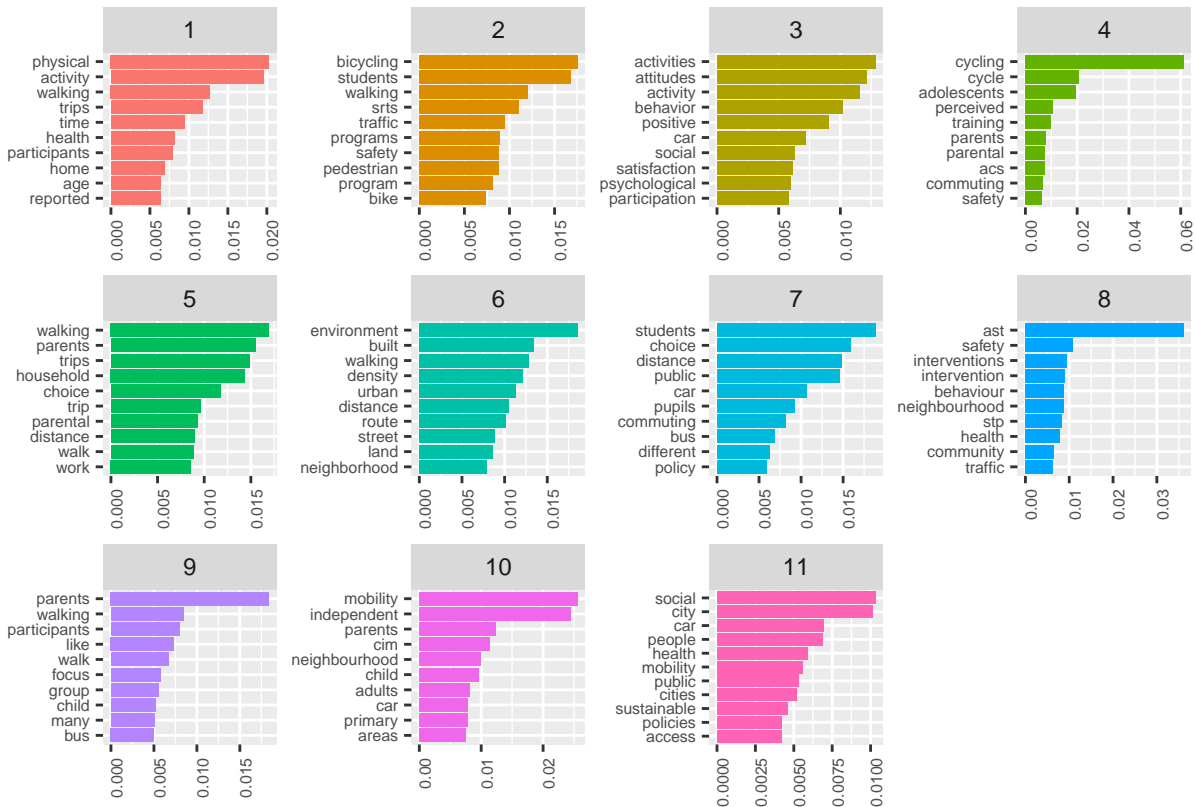 1
physical
activity
walking
trips
time
health
participants
home
age
reported
0.000
0.005
0.010
0.015
0.020
2
bicycling
students
walking
srts
traffic
programs
safety
pedestrian
program
bike
0.000
0.005
0.010
0.015
3
activities
attitudes
activity
behavior
positive
car
social
satisfaction
psychological
participation
0.000
0.005
0.010
4
cycling
cycle
adolescents
perceived
training
parents
parental
acs
commuting
safety
0.00
0.02
0.04
0.06
5
walking
parents
trips
household
choice
trip
parental
distance
walk
work
0.000
0.005
0.010
0.015
6
environment
built
walking
density
urban
distance
route
street
land
neighborhood
0.000
0.005
0.010
0.015
7
students
choice
distance
public
car
pupils
commuting
bus
different
policy
0.000
0.005
0.010
0.015
8
ast
safety
interventions
intervention
behaviour
neighbourhood
stp
health
community
traffic
0.00
0.01
0.02
0.03
9
parents
walking
participants
like
walk
focus
group
child
many
bus
0.000
0.005
0.010
0.015
10
mobility
independent
parents
cim
neighbourhood
child
adults
car
primary
areas
0.00
0.01
0.02
11
social
city
car
people
health
mobility
public
cities
sustainable
policies
access
0.0000
0.0025
0.0050
0.0075
0.0100